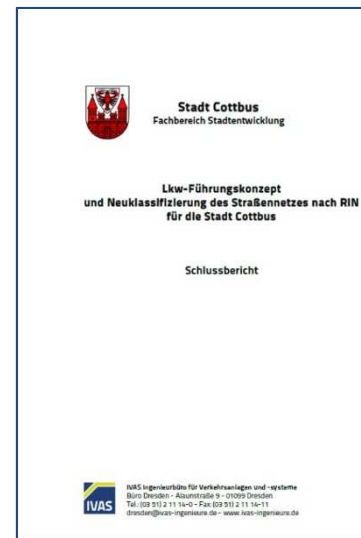 Stadt Cottbus
Fachbereich Stadtentwicklung
Lkw-Führungskonzept
und Neuklassifizierung des Straßennetzes nach RIN
für die Stadt Cottbus
Schlussbericht
IVAS
IVAS Ingenieurbüro für Verkehrsanlagen und -systeme
Büro Dresden - Alaunstraße 9 - 01099 Dresden
Tel.: (03 51) 2 11 14-0 - Fax: (03 51) 2 11 14-11
dresden@ivas-ingenieure.de - www.ivas-ingenieure.de